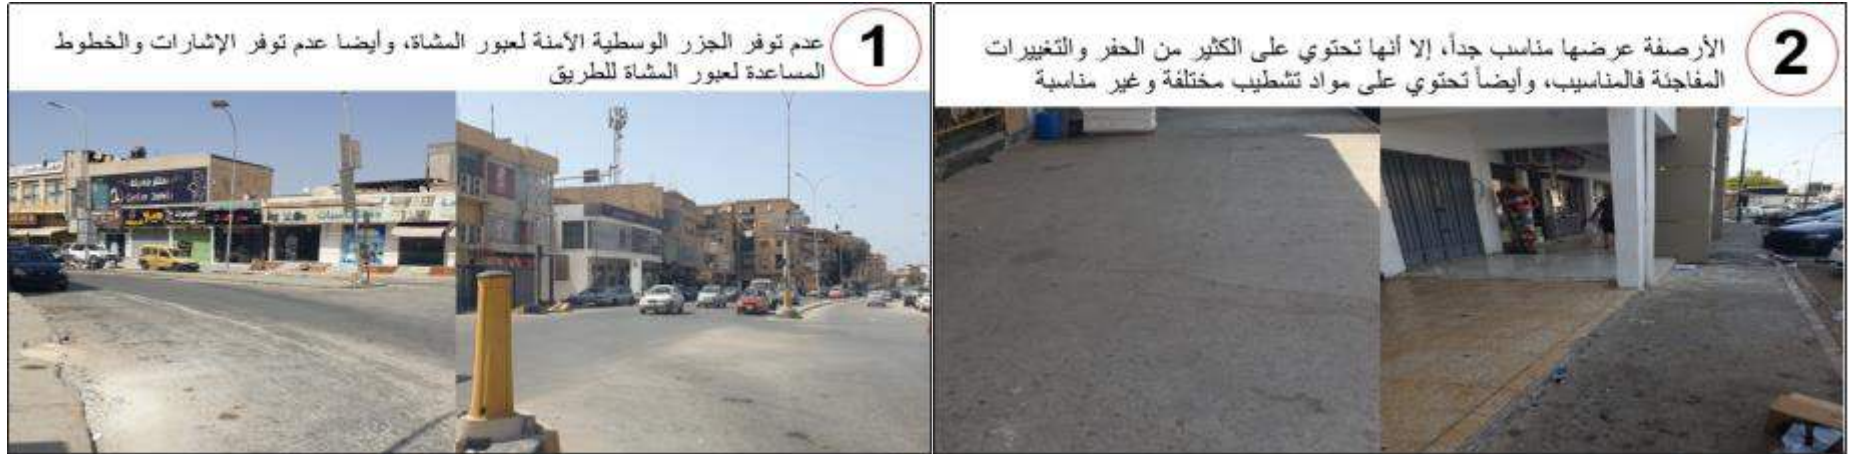 1
عدم توفر الجزر الوسطية الآمنة لعبور المشاة، وأيضا عدم توفر الإشارات والخطوط
المساعدة لعبور المشاة للطريق
2
الأرصفة عرضها مناسب جداً، إلا أنها تحتوي على الكثير من الحفر والتغييرات
المفاجئة فالمناسيب، وأيضاً تحتوي على مواد تشطيب مختلفة وغير مناسبة